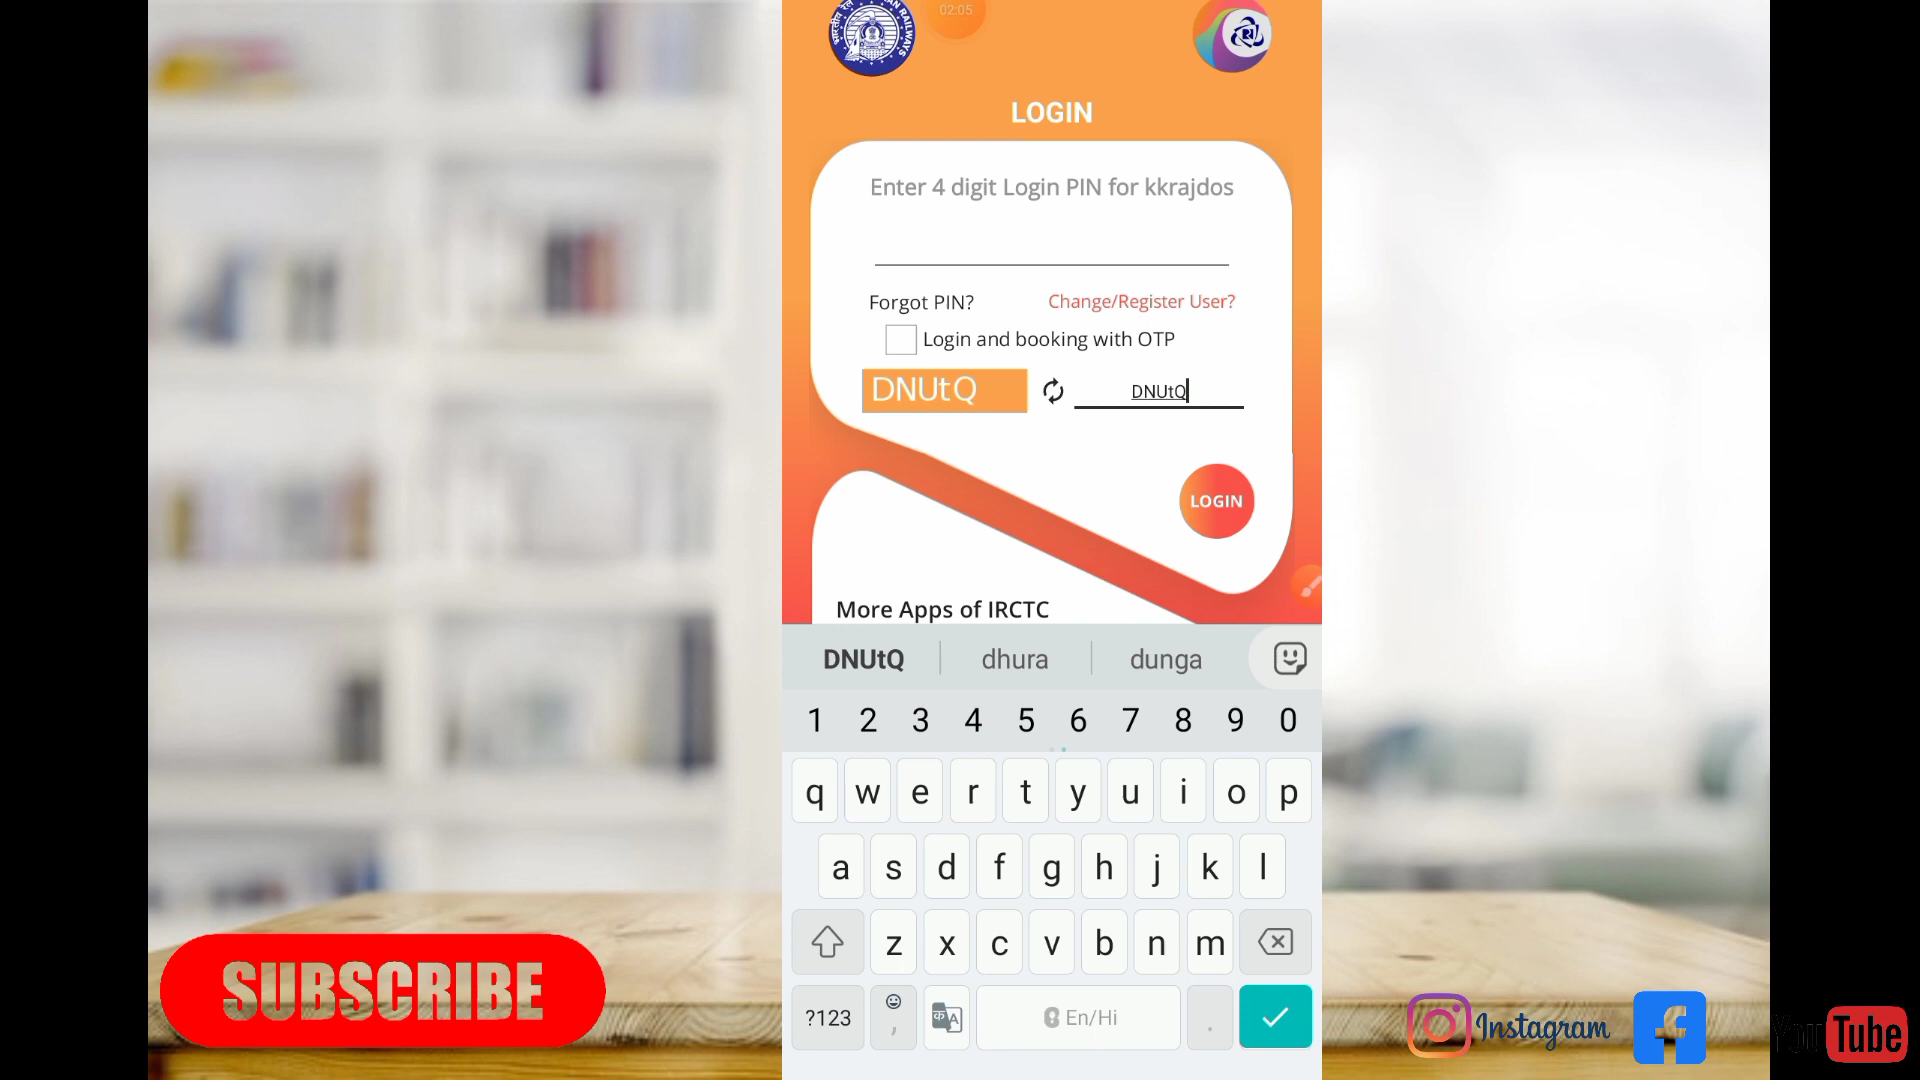 02:05
LOGIN
Enter 4 digit Login PIN for kkrajdos
Forgot PIN? Change/Register User?
Login and booking with OTP
DNUtQ DNUtQ
LOGIN
More Apps of IRCTC
DNUtQ dhura dunga
1 2 3 4 5 6 7 8 9 0
q w e r t y u i o p
a s d f g h j k l
z x c v b n m
?123 , En/Hi .
SUBSCRIBE
Instagram
YouTube